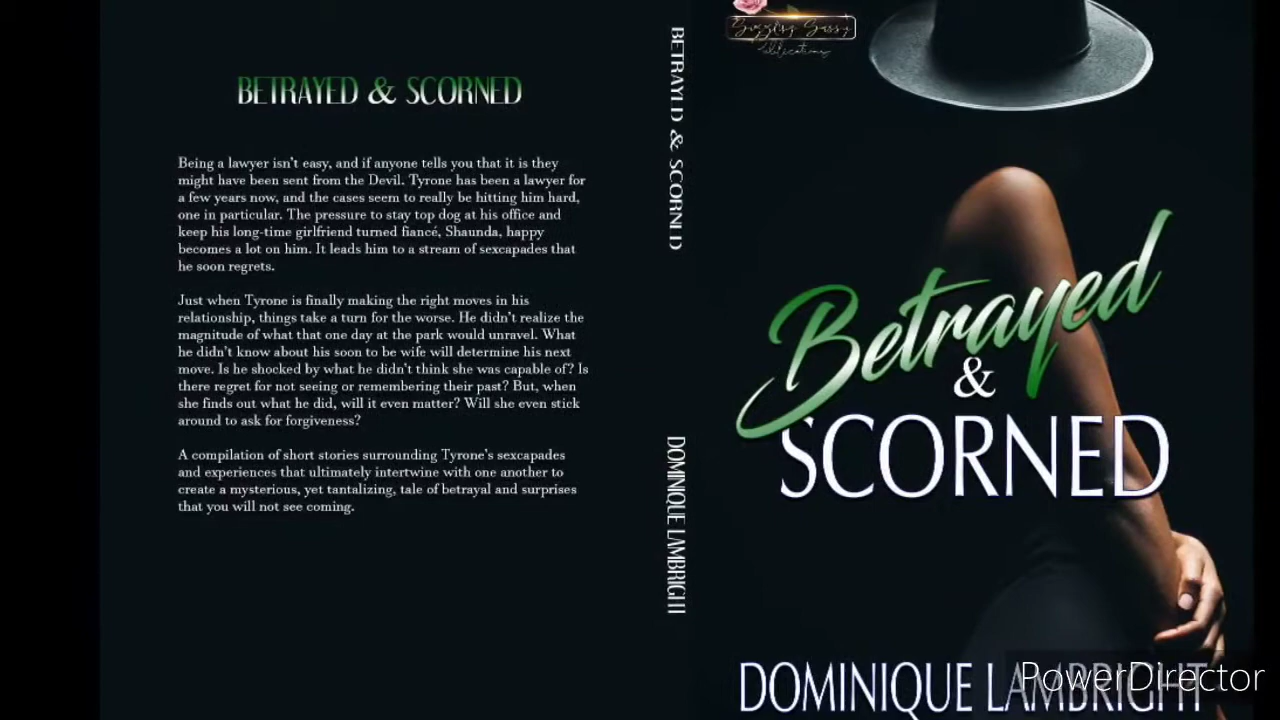 BETRAYED & SCORNED
Being a lawyer isn't easy, and if anyone tells you that it is they
might have been sent from the Devil. Tyrone has been a lawyer for
a few years now, and the cases seem to really be hitting him hard,
one in particular. The pressure to stay top dog at his office and
keep his long-time girlfriend turned fiancé, Shaunda, happy
becomes a lot on him. It leads him to a stream of sexcapades that
he soon regrets.
Just when Tyrone is finally making the right moves in his
relationship, things take a turn for the worse. He didn't realize the
magnitude of what that one day at the park would unravel. What
he didn't know about his soon to be wife will determine his next
move. Is he shocked by what he didn't think she was capable of? Is
there regret for not seeing or remembering their past? But, when
she finds out what he did, will it even matter? Will she even stick
around to ask for forgiveness?
A compilation of short stories surrounding Tyrone's sexcapades
and experiences that ultimately intertwine with one another to
create a mysterious, yet tantalizing, tale of betrayal and surprises
that you will not see coming.
BETRAYED & SCORNED
DOMINIQUE LAMBRIGHT
Sizzling Sassy
Publications
Betrayed
&
SCORNED
DOMINIQUE LAMBRIGHT
PowerDirector